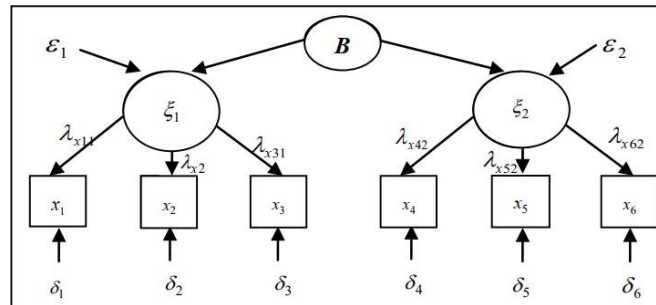 ε₁ B ε₂
ξ₁ ξ₂
λₓ₁₁ λₓ₂ λₓ₃₁ λₓ₄₂ λₓ₅₂ λₓ₆₂
x₁ x₂ x₃ x₄ x₅ x₆
δ₁ δ₂ δ₃ δ₄ δ₅ δ₆